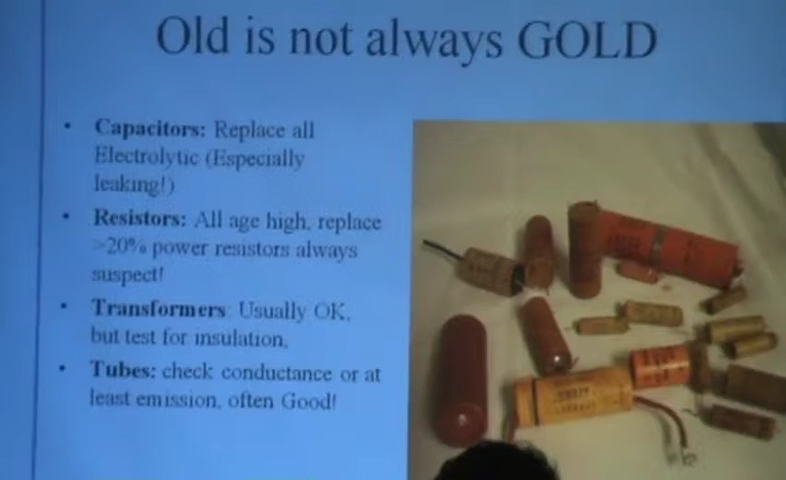 Old is not always GOLD
• Capacitors: Replace all
Electrolytic (Especially
leaking!)
• Resistors: All age high, replace
>20% power resistors always
suspect!
• Transformers: Usually OK,
but test for insulation,
• Tubes: check conductance or at
least emission, often Good!